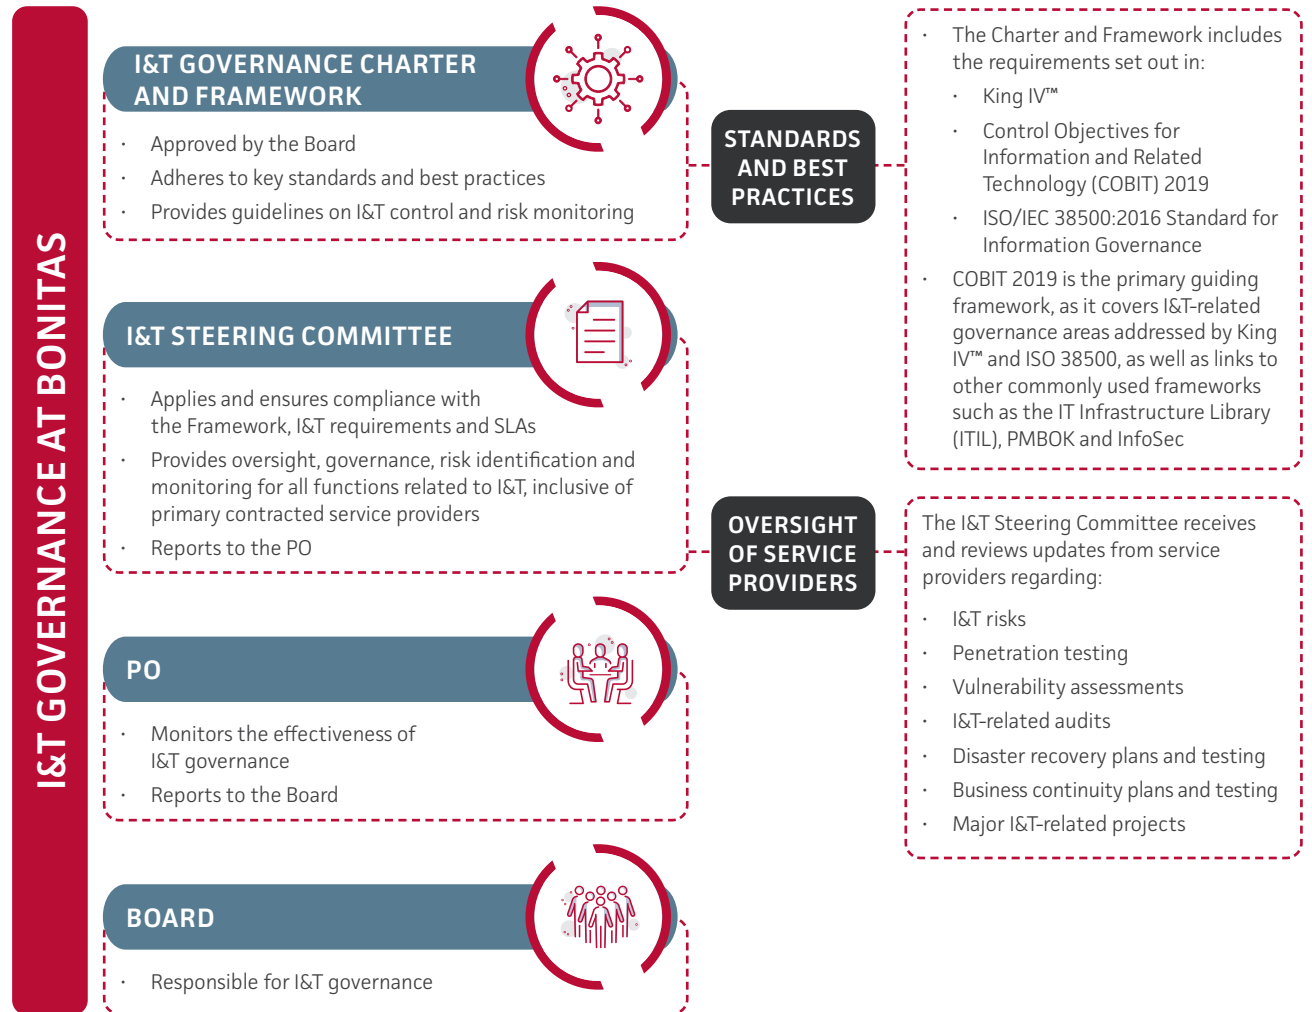 I&T GOVERNANCE AT BONITAS
I&T GOVERNANCE CHARTER
AND FRAMEWORK
· Approved by the Board
· Adheres to key standards and best practices
· Provides guidelines on I&T control and risk monitoring
STANDARDS
AND BEST
PRACTICES
· The Charter and Framework includes
the requirements set out in:
· King IV™
· Control Objectives for
Information and Related
Technology (COBIT) 2019
· ISO/IEC 38500:2016 Standard for
Information Governance
· COBIT 2019 is the primary guiding
framework, as it covers I&T-related
governance areas addressed by King
IV™ and ISO 38500, as well as links to
other commonly used frameworks
such as the IT Infrastructure Library
(ITIL), PMBOK and InfoSec
I&T STEERING COMMITTEE
· Applies and ensures compliance with
the Framework, I&T requirements and SLAs
· Provides oversight, governance, risk identification and
monitoring for all functions related to I&T, inclusive of
primary contracted service providers
· Reports to the PO
OVERSIGHT
OF SERVICE
PROVIDERS
The I&T Steering Committee receives
and reviews updates from service
providers regarding:
· I&T risks
· Penetration testing
· Vulnerability assessments
· I&T-related audits
· Disaster recovery plans and testing
· Business continuity plans and testing
· Major I&T-related projects
PO
· Monitors the effectiveness of
I&T governance
· Reports to the Board
BOARD
· Responsible for I&T governance